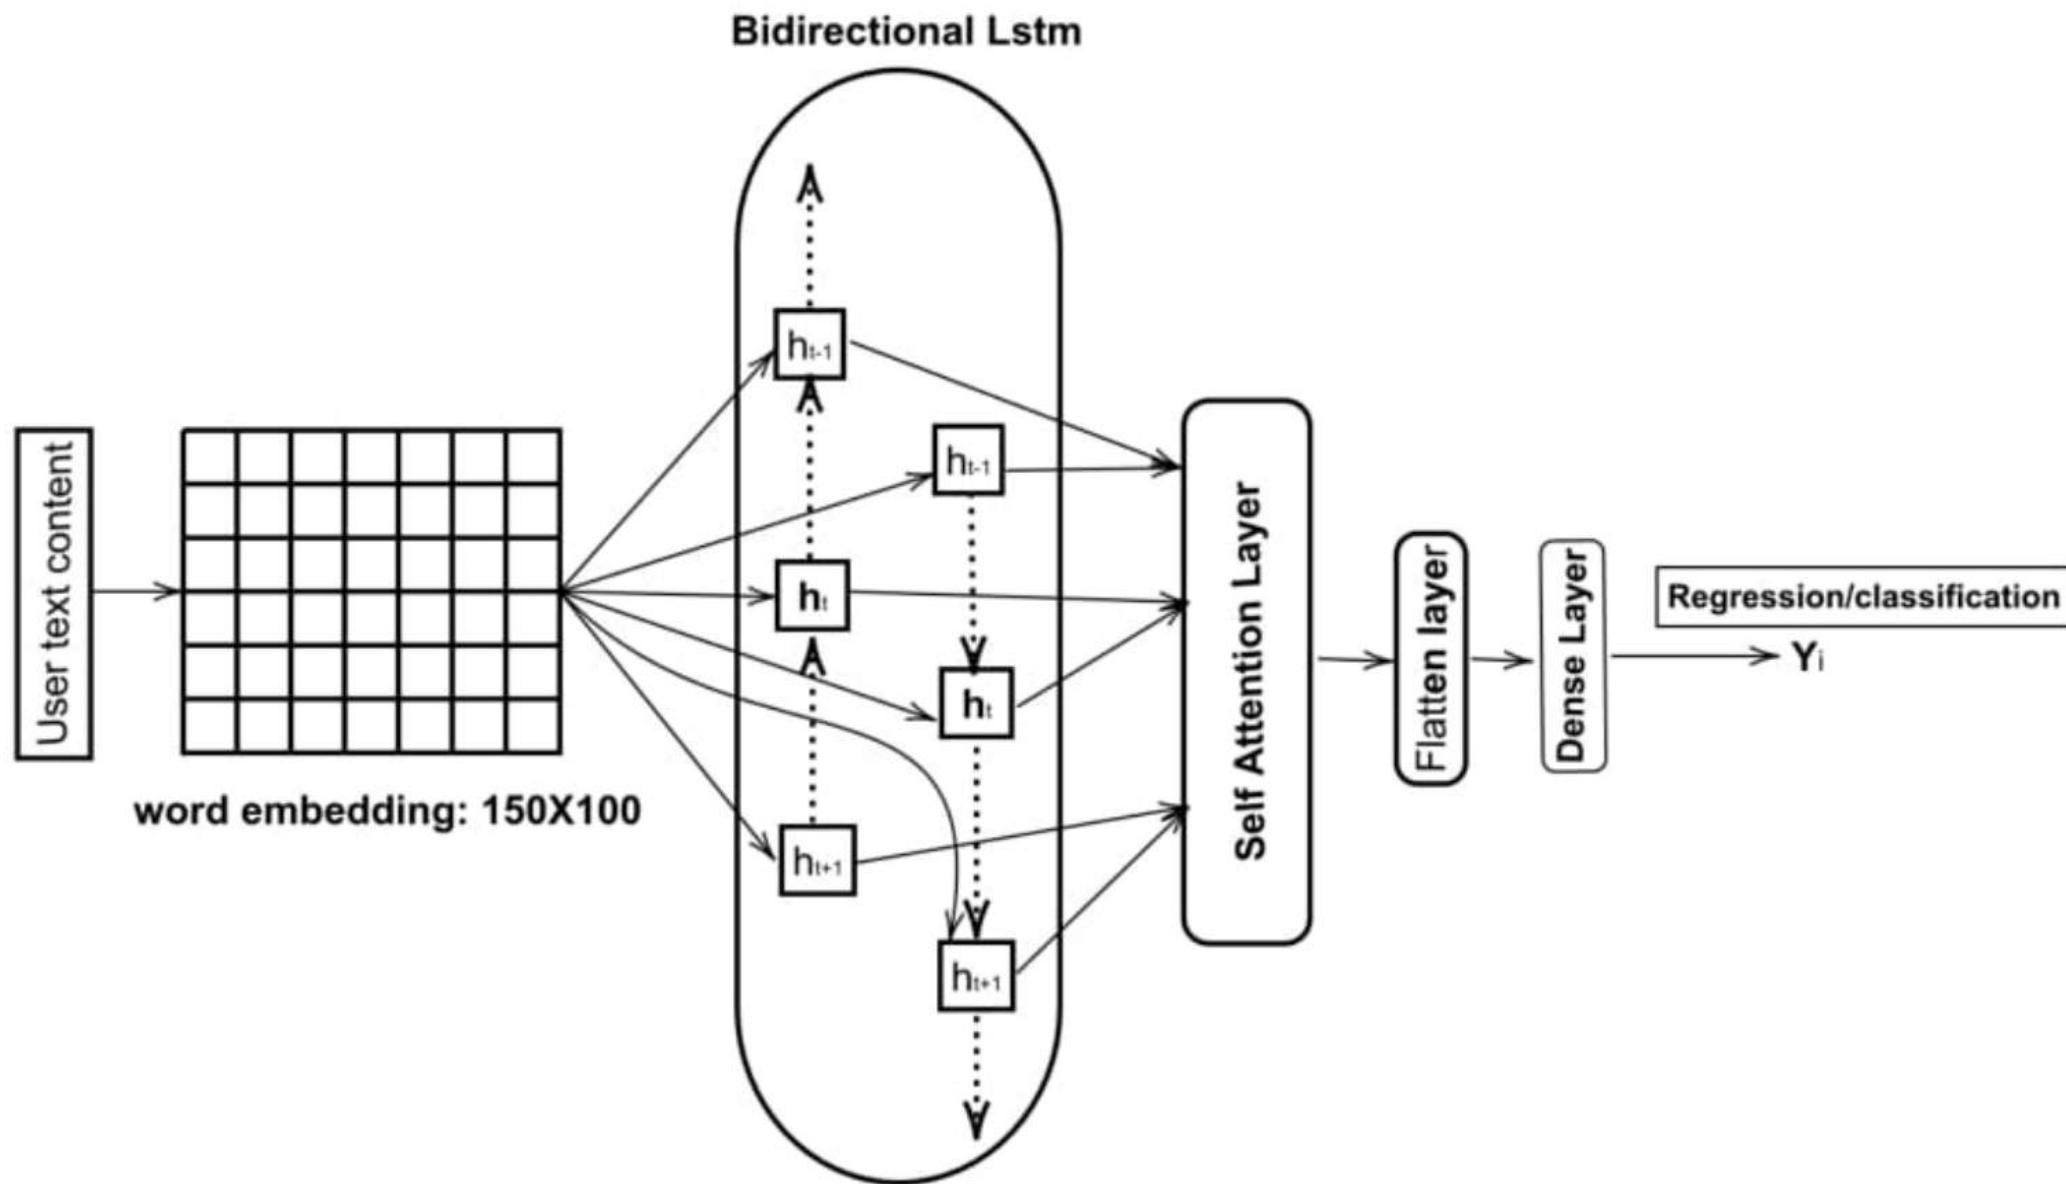 Bidirectional Lstm
User text content
word embedding: 150X100
ht-1
ht-1
ht
ht
ht+1
ht+1
Self Attention Layer
Flatten layer
Dense Layer
Regression/classification
Yi